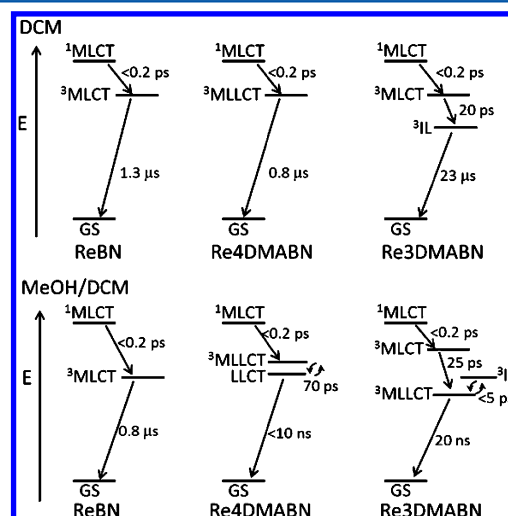 DCM
¹MLCT ¹MLCT ¹MLCT
<0.2 ps <0.2 ps <0.2 ps
³MLCT ³MLLCT ³MLCT
20 ps
E ³IL
1.3 µs 0.8 µs 23 µs
GS GS GS
ReBN Re4DMABN Re3DMABN
MeOH/DCM
¹MLCT ¹MLCT ¹MLCT
<0.2 ps <0.2 ps <0.2 ps
³MLCT
E ³MLLCT 25 ps
³MLCT LLCT ³I
70 ps ³MLLCT <5 p
0.8 µs <10 ns 20 ns
GS GS GS
ReBN Re4DMABN Re3DMABN